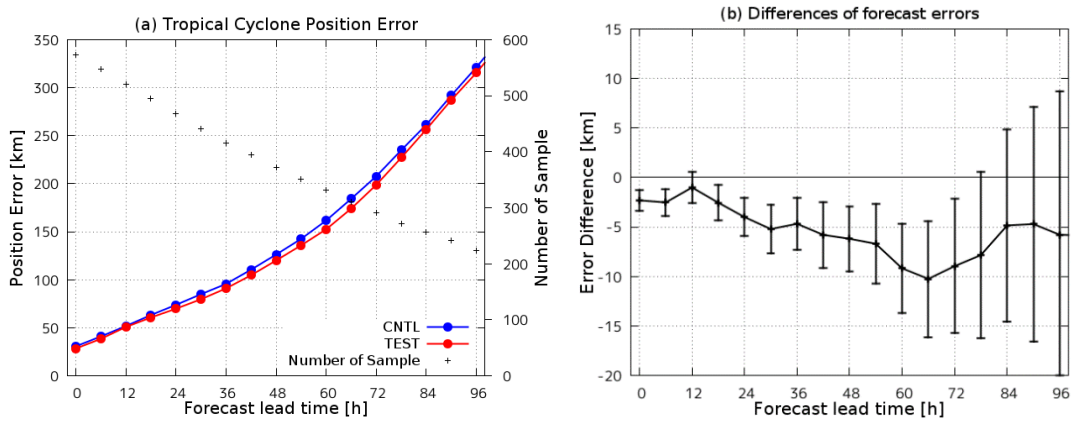 (a) Tropical Cyclone Position Error
350
300
250
200
150
100
50
0
Position Error [km]
600
500
400
300
200
100
0
Number of Sample
CNTL
TEST
Number of Sample
0 12 24 36 48 60 72 84 96
Forecast lead time [h]
(b) Differences of forecast errors
15
10
5
0
-5
-10
-15
-20
Error Difference [km]
0 12 24 36 48 60 72 84 96
Forecast lead time [h]